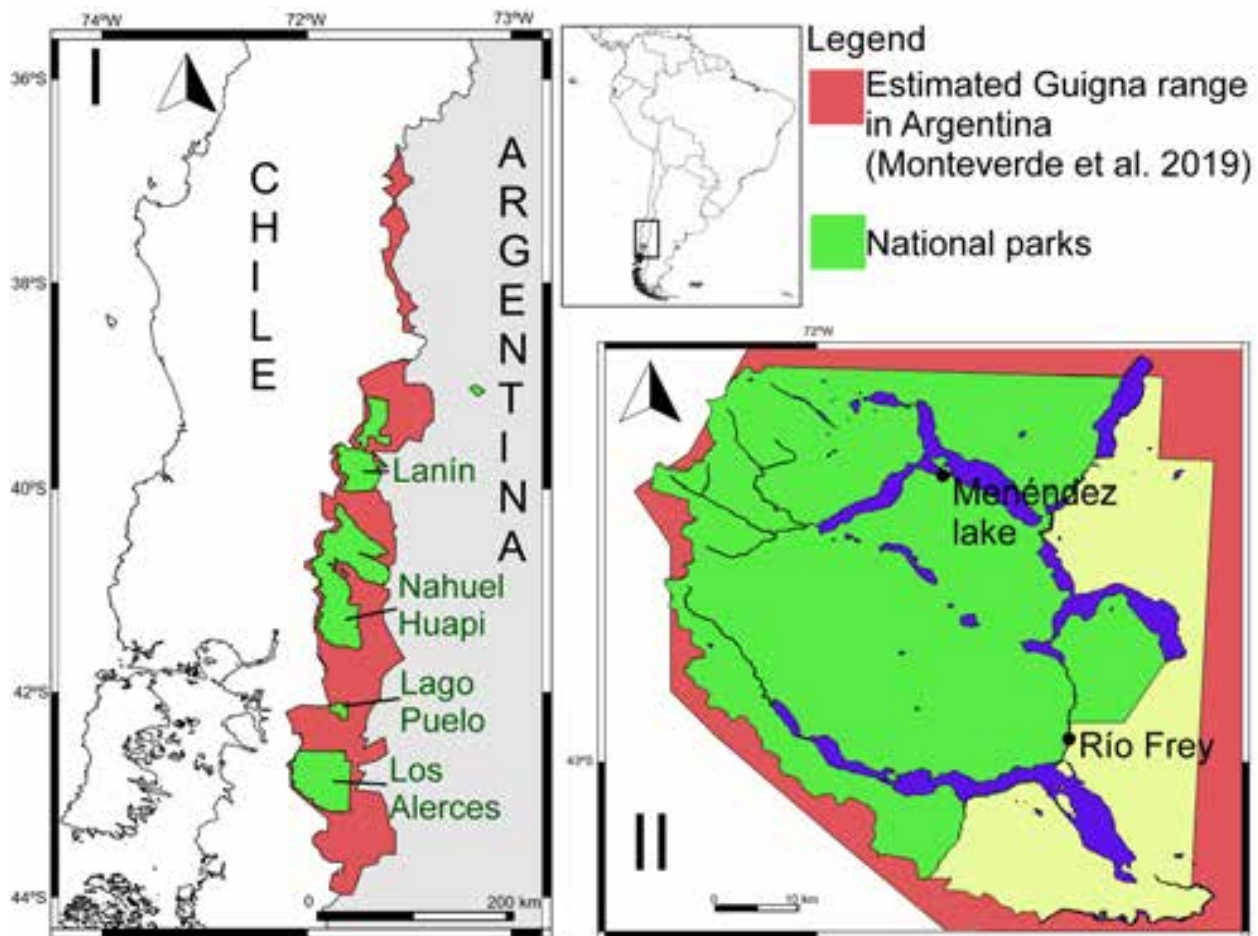 74°W
72°W
73°W
I
36°S
38°S
40°S
42°S
44°S
CHILE
ARGENTINA
Lanín
Nahuel
Huapi
Lago
Puelo
Los
Alerces
0
200 km
Legend
Estimated Guigna range
in Argentina
(Monteverde et al. 2019)
National parks
72°W
Menéndez
lake
Río Frey
43°S
II
0
10 km